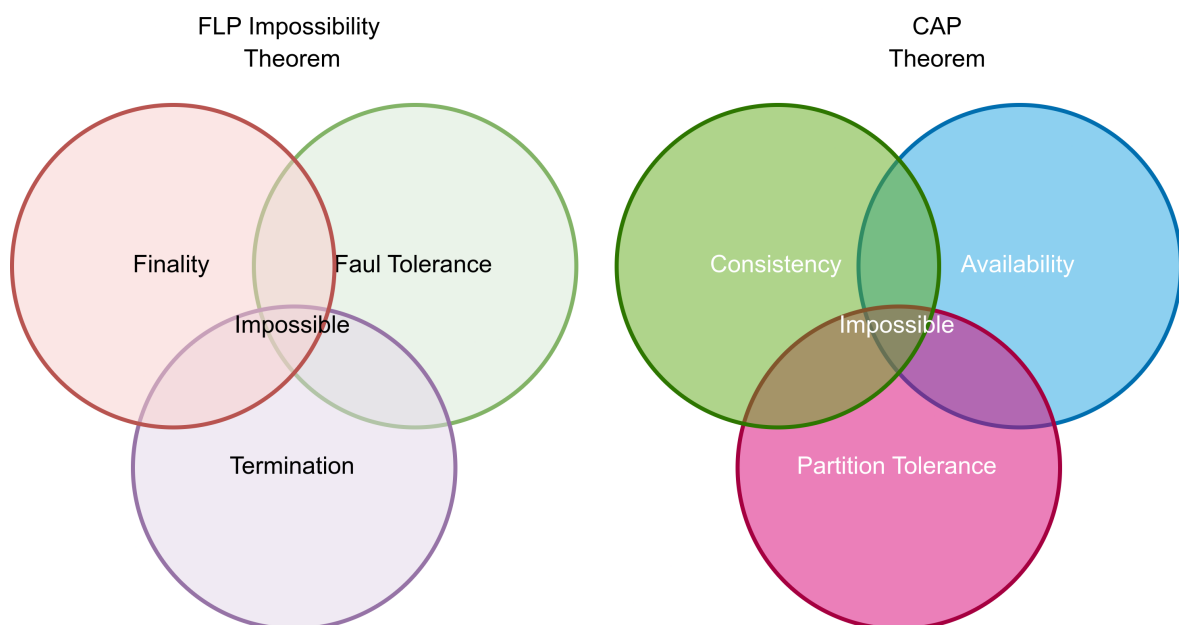 FLP Impossibility
Theorem
Finality
Faul Tolerance
Impossible
Termination
CAP
Theorem
Consistency
Availability
Impossible
Partition Tolerance